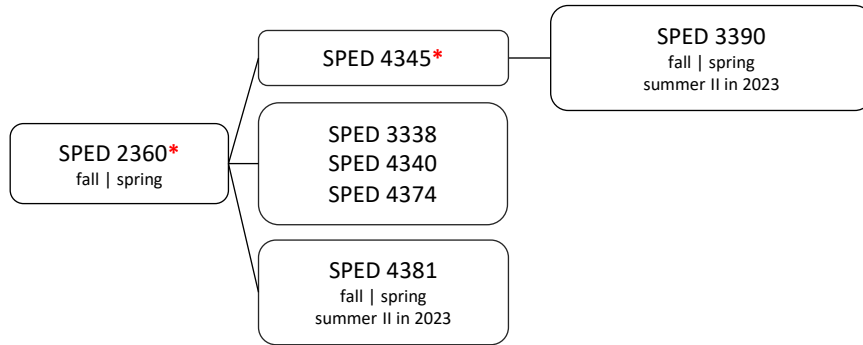 SPED 2360*
fall | spring
SPED 4345*
SPED 3338
SPED 4340
SPED 4374
SPED 4381
fall | spring
summer II in 2023
SPED 3390
fall | spring
summer II in 2023